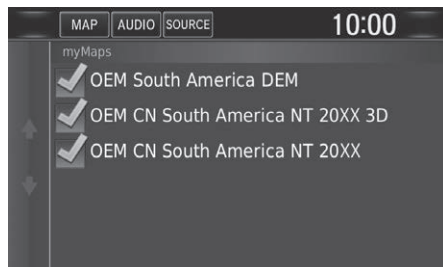 MAP AUDIO SOURCE 10:00
myMaps
OEM South America DEM
OEM CN South America NT 20XX 3D
OEM CN South America NT 20XX